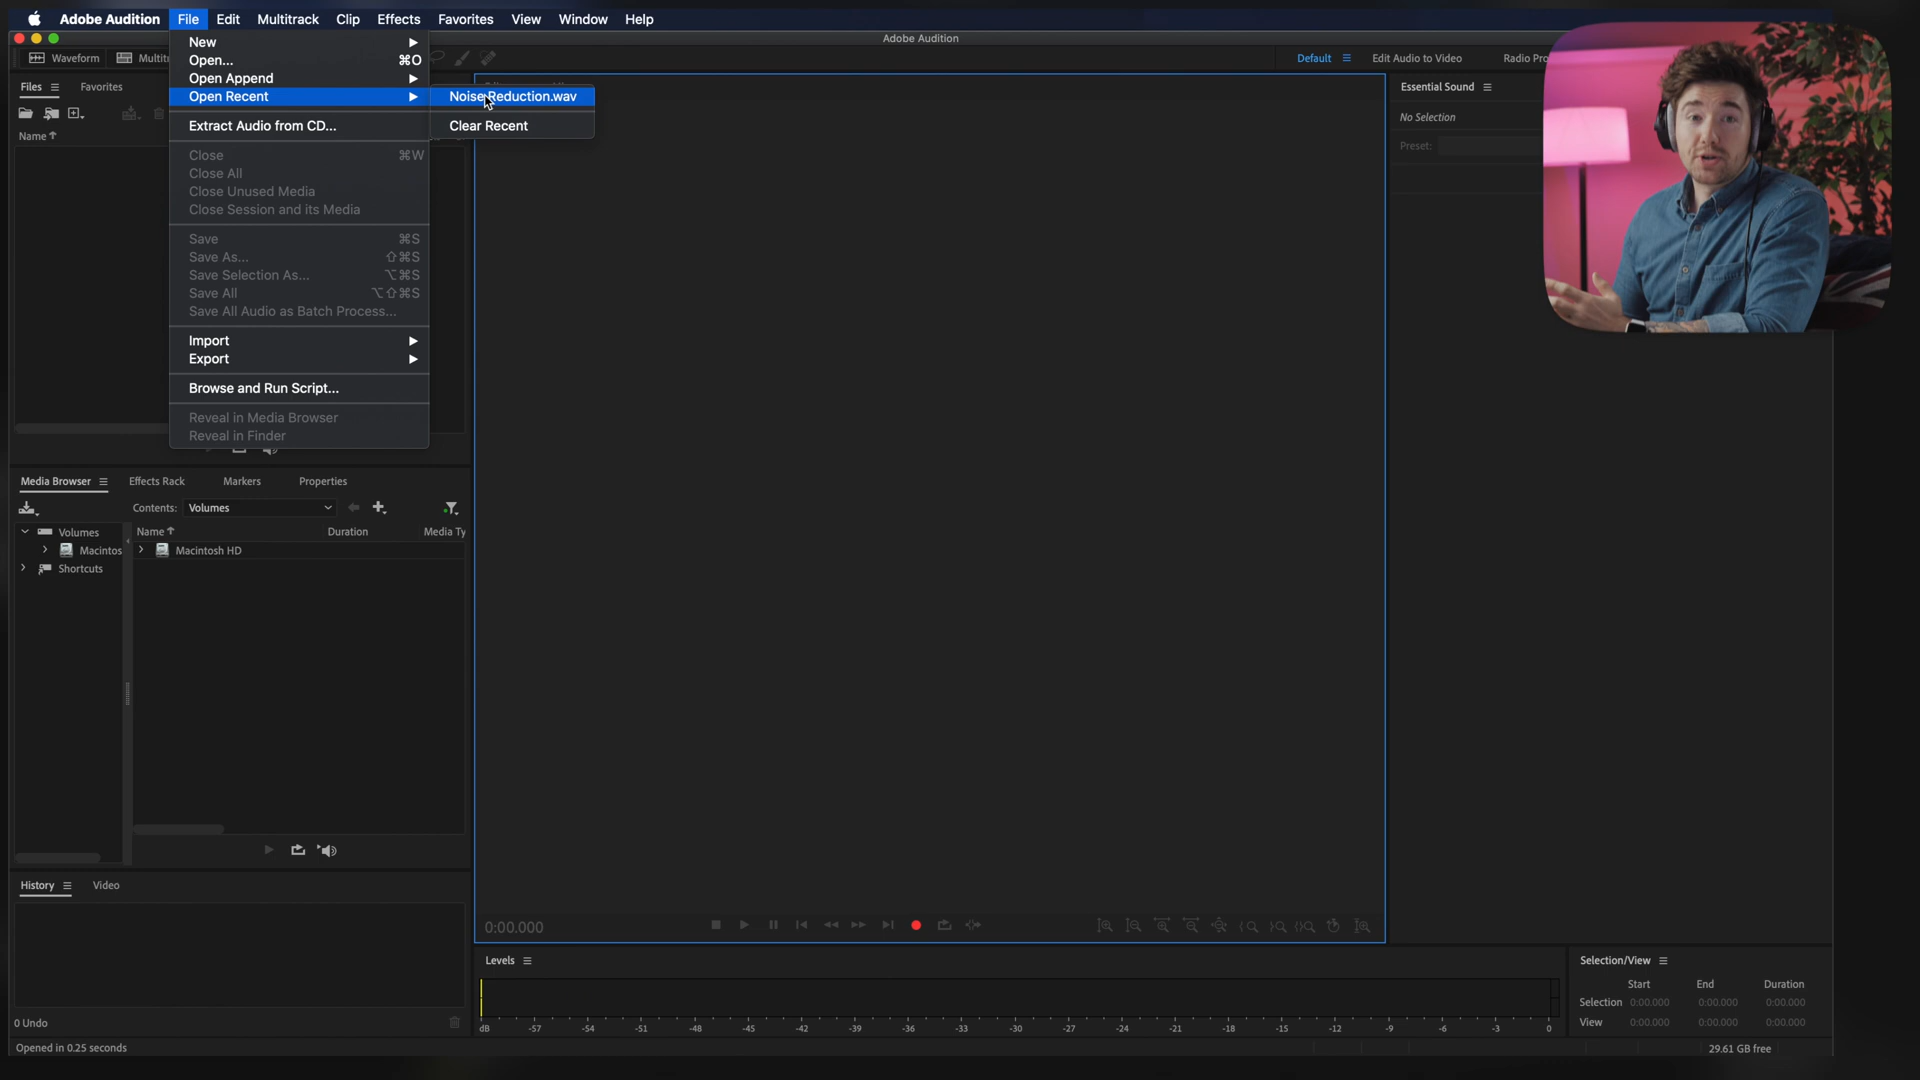 Adobe Audition File Edit Multitrack Clip Effects Favorites View Window Help
Adobe Audition
Waveform
Default Edit Audio to Video
New
Open... ⌘O
Open Append
Open Recent
Noise Reduction.wav
Clear Recent
Extract Audio from CD...
Close ⌘W
Close All
Close Unused Media
Close Session and its Media
Save ⌘S
Save As... ⇧⌘S
Save Selection As... ⌥⌘S
Save All ⌥⇧⌘S
Save All Audio as Batch Process...
Import
Export
Browse and Run Script...
Reveal in Media Browser
Reveal in Finder
Files Favorites
Name
Essential Sound
No Selection
Preset:
Media Browser Effects Rack Markers Properties
Contents: Volumes
Volumes
Macintos
Shortcuts
Name Duration Media Ty
Macintosh HD
History Video
0 Undo
Opened in 0.25 seconds
0:00.000
Levels
dB -57 -54 -51 -48 -45 -42 -39 -36 -33 -30 -27 -24 -21 -18 -15 -12 -9 -6 -3 0
Selection/View
Start End Duration
Selection 0:00.000 0:00.000 0:00.000
View 0:00.000 0:00.000 0:00.000
29.61 GB free